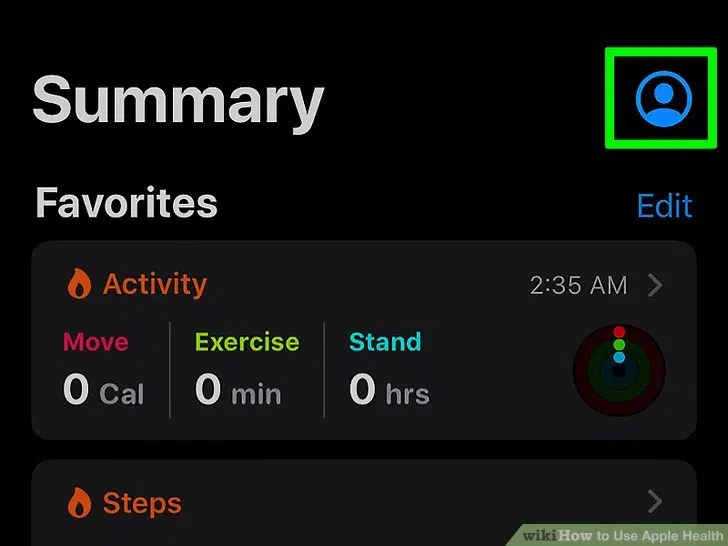 Summary
Favorites
Edit
Activity
2:35 AM
Move
Exercise
Stand
0 Cal
0 min
0 hrs
Steps
wikiHow to Use Apple Health